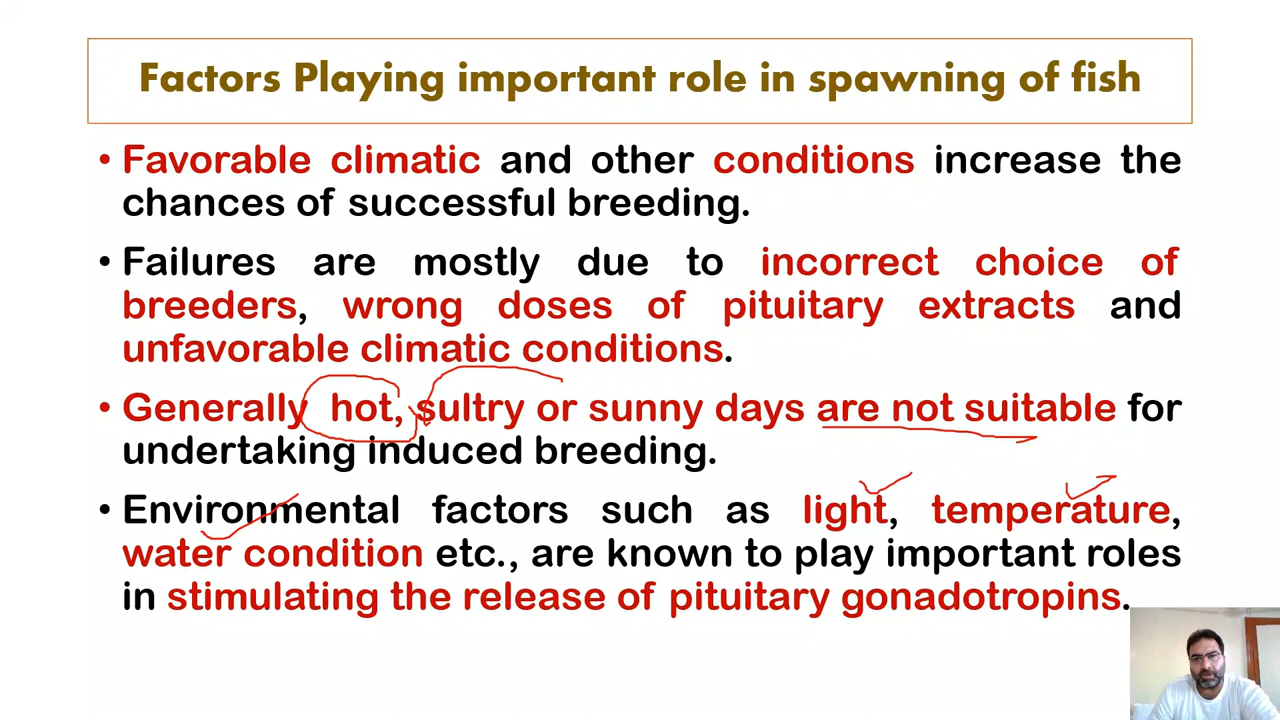 Factors Playing important role in spawning of fish
• Favorable climatic and other conditions increase the
chances of successful breeding.
• Failures are mostly due to incorrect choice of
breeders, wrong doses of pituitary extracts and
unfavorable climatic conditions.
• Generally hot, sultry or sunny days are not suitable for
undertaking induced breeding.
• Environmental factors such as light, temperature,
water condition etc., are known to play important roles
in stimulating the release of pituitary gonadotropins.